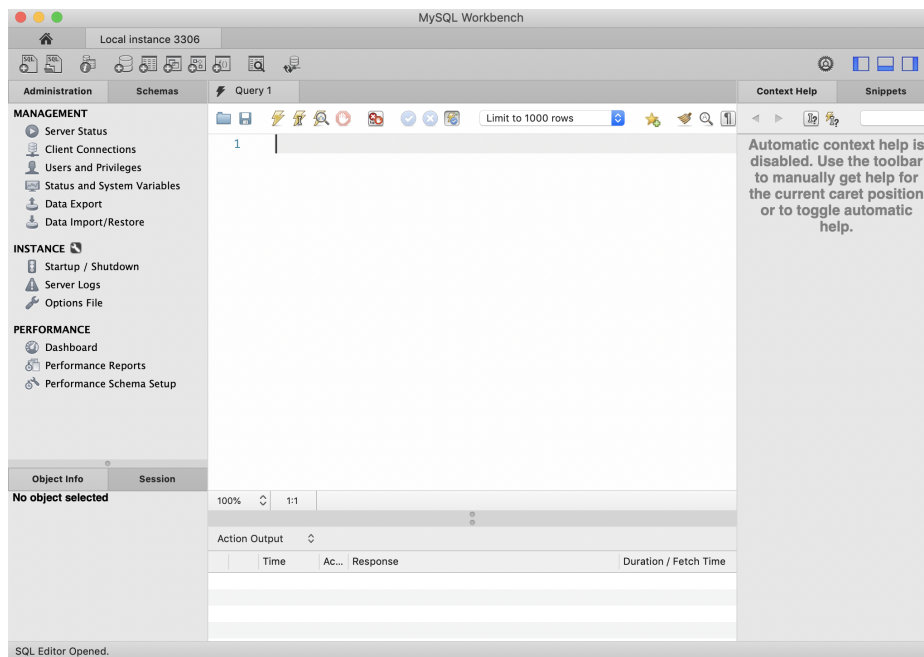 MySQL Workbench
Local instance 3306
SQL SQL
Administration Schemas
MANAGEMENT
Server Status
Client Connections
Users and Privileges
Status and System Variables
Data Export
Data Import/Restore
INSTANCE
Startup / Shutdown
Server Logs
Options File
PERFORMANCE
Dashboard
Performance Reports
Performance Schema Setup
Object Info Session
No object selected
Query 1
Limit to 1000 rows
1
100% 1:1
Action Output
Time Ac... Response Duration / Fetch Time
Context Help Snippets
Automatic context help is
disabled. Use the toolbar
to manually get help for
the current caret position
or to toggle automatic
help.
SQL Editor Opened.